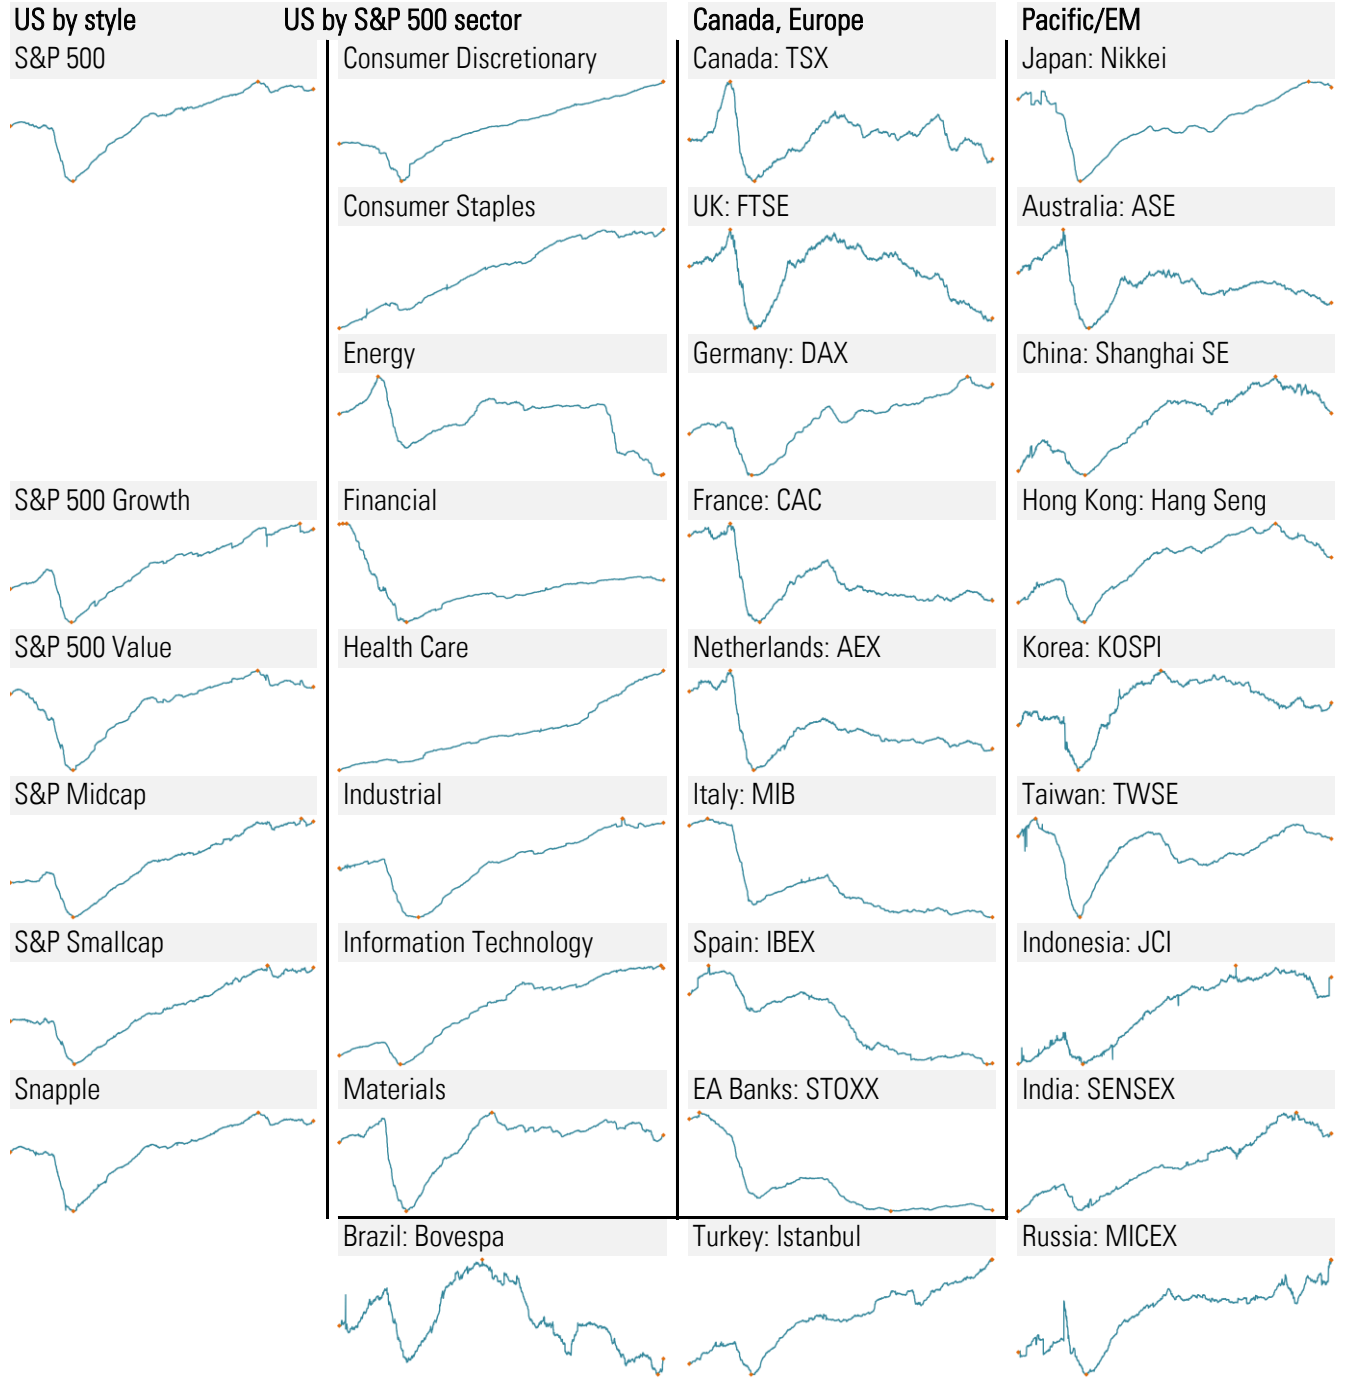 US by style
US by S&P 500 sector
Canada, Europe
Pacific/EM
S&P 500
Consumer Discretionary
Canada: TSX
Japan: Nikkei
Consumer Staples
UK: FTSE
Australia: ASE
Energy
Germany: DAX
China: Shanghai SE
S&P 500 Growth
Financial
France: CAC
Hong Kong: Hang Seng
S&P 500 Value
Health Care
Netherlands: AEX
Korea: KOSPI
S&P Midcap
Industrial
Italy: MIB
Taiwan: TWSE
S&P Smallcap
Information Technology
Spain: IBEX
Indonesia: JCI
Snapple
Materials
EA Banks: STOXX
India: SENSEX
Brazil: Bovespa
Turkey: Istanbul
Russia: MICEX